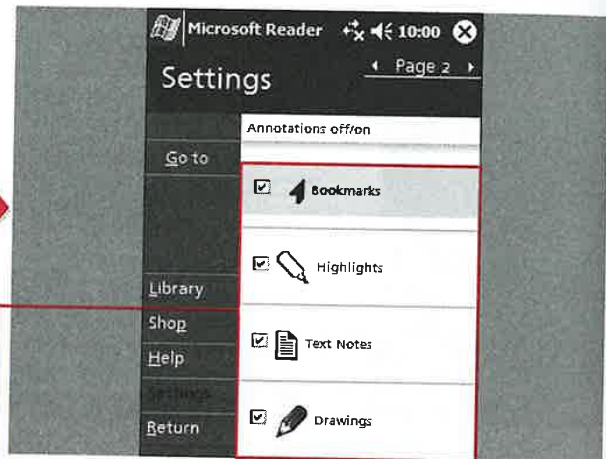 Microsoft Reader 10:00
Settings
Page 2
Annotations off/on
Go to
Bookmarks
Highlights
Library
Shop
Text Notes
Help
Settings
Drawings
Return